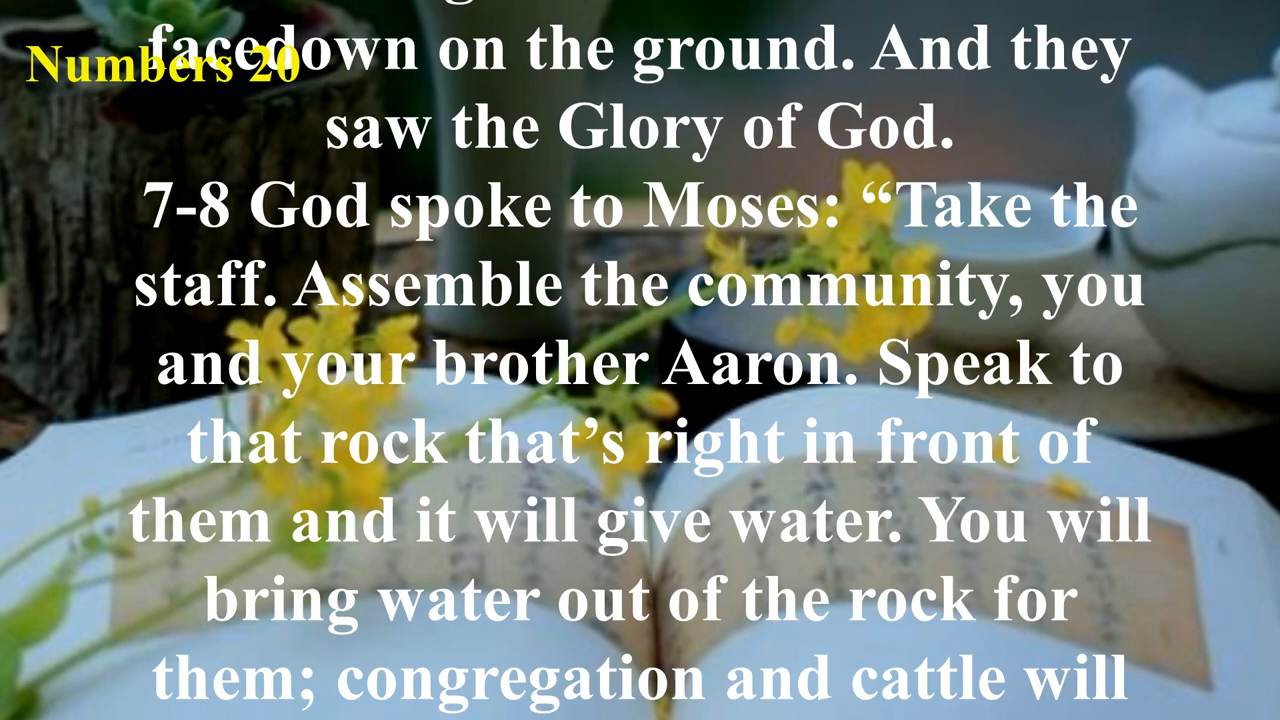 Numbers 20
facedown on the ground. And they
saw the Glory of God.
7-8 God spoke to Moses: “Take the
staff. Assemble the community, you
and your brother Aaron. Speak to
that rock that’s right in front of
them and it will give water. You will
bring water out of the rock for
them; congregation and cattle will